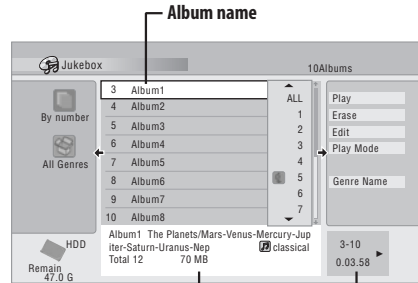 Album name
Jukebox
10Albums
By number
All Genres
3 Album1
4 Album2
5 Album3
6 Album4
7 Album5
8 Album6
9 Album7
10 Album8
ALL
1
2
3
4
5
6
7
Play
Erase
Edit
Play Mode
Genre Name
HDD
Remain
47.0 G
Album1 The Planets/Mars-Venus-Mercury-Jup
iter-Saturn-Uranus-Nep classical
Total 12 70 MB
3-10
0.03.58